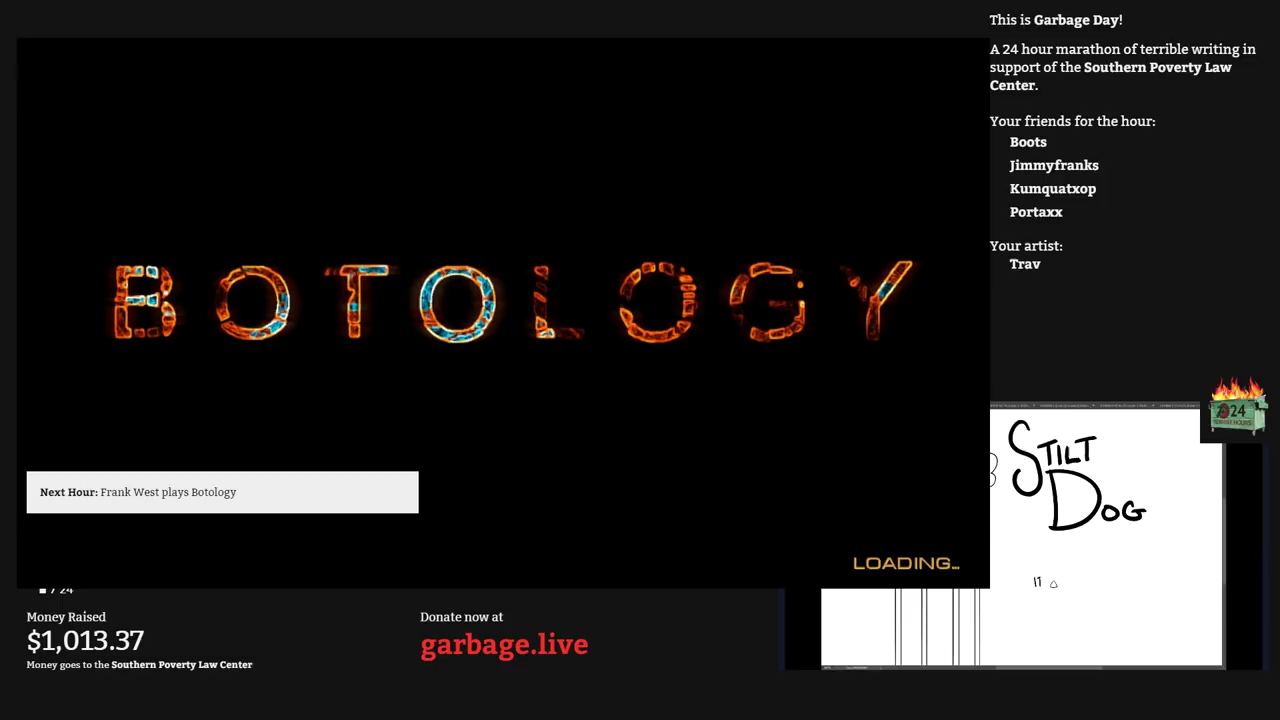 This is Garbage Day!
A 24 hour marathon of terrible writing in
support of the Southern Poverty Law
Center.
Your friends for the hour:
Boots
Jimmyfranks
Kumquatxop
Portaxx
Your artist:
Trav
BOTOLOGY
24
STILT
DOG
Next Hour: Frank West plays Botology
LOADING...
/ 24
Money Raised
$1,013.37
Money goes to the Southern Poverty Law Center
Donate now at
garbage.live